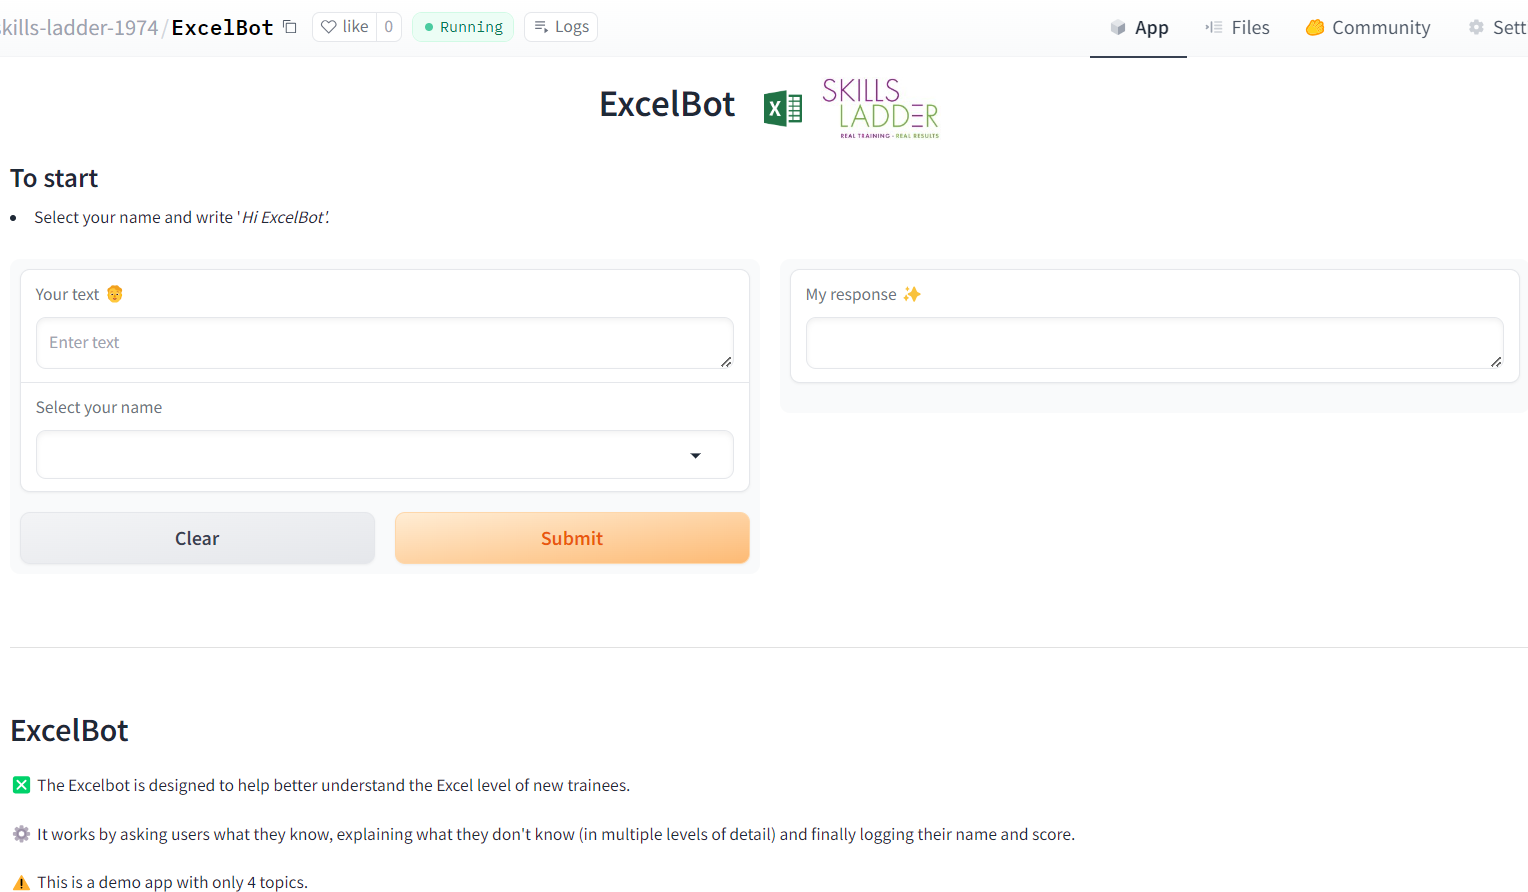 kills-ladder-1974/ExcelBot like 0 Running Logs App Files Community Sett
ExcelBot X SKILLS
LADDER
REAL TRAINING - REAL RESULTS
To start
• Select your name and write 'Hi ExcelBot'.
Your text
Enter text
Select your name
Clear Submit
My response
ExcelBot
The Excelbot is designed to help better understand the Excel level of new trainees.
It works by asking users what they know, explaining what they don't know (in multiple levels of detail) and finally logging their name and score.
This is a demo app with only 4 topics.